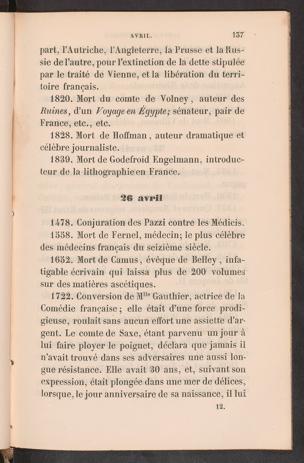 AVRIL. 137
part, l'Autriche, l'Angleterre, la Prusse et la Rus-
sie de l'autre, pour l'extinction de la dette stipulée
par le traité de Vienne, et la libération du terri-
toire français.
1820. Mort du comte de Volney, auteur des
Ruines, d'un Voyage en Égypte; sénateur, pair de
France, etc., etc.
1828. Mort de Hoffman, auteur dramatique et
célèbre journaliste.
1839. Mort de Godefroid Engelmann, introduc-
teur de la lithographie en France.
26 avril
1478. Conjuration des Pazzi contre les Médicis.
1558. Mort de Fernel, médecin; le plus célèbre
des médecins français du seizième siècle.
1652. Mort de Camus, évêque de Belley, infa-
tigable écrivain qui laissa plus de 200 volumes
sur des matières ascétiques.
1722. Conversion de Mlle Gauthier, actrice de la
Comédie française; elle était d'une force prodi-
gieuse, roulait sans aucun effort une assiette d'ar-
gent. Le comte de Saxe, étant parvenu un jour à
lui faire ployer le poignet, déclara que jamais il
n'avait trouvé dans ses adversaires une aussi lon-
gue résistance. Elle avait 30 ans, et, suivant son
expression, était plongée dans une mer de délices,
lorsque, le jour anniversaire de sa naissance, il lui
12.